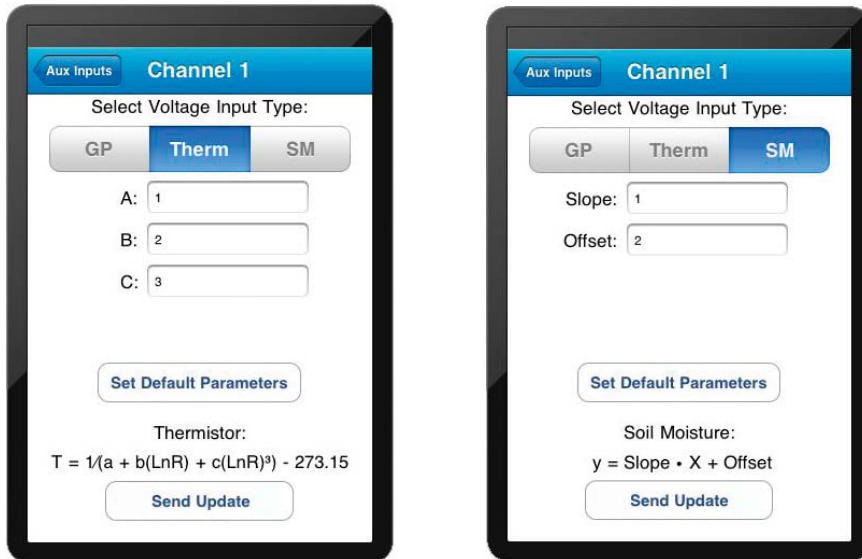 Aux Inputs Channel 1
Select Voltage Input Type:
GP Therm SM
A: 1
B: 2
C: 3
Set Default Parameters
Thermistor:
T = 1/(a + b(LnR) + c(LnR)³) - 273.15
Send Update
Aux Inputs Channel 1
Select Voltage Input Type:
GP Therm SM
Slope: 1
Offset: 2
Set Default Parameters
Soil Moisture:
y = Slope • X + Offset
Send Update